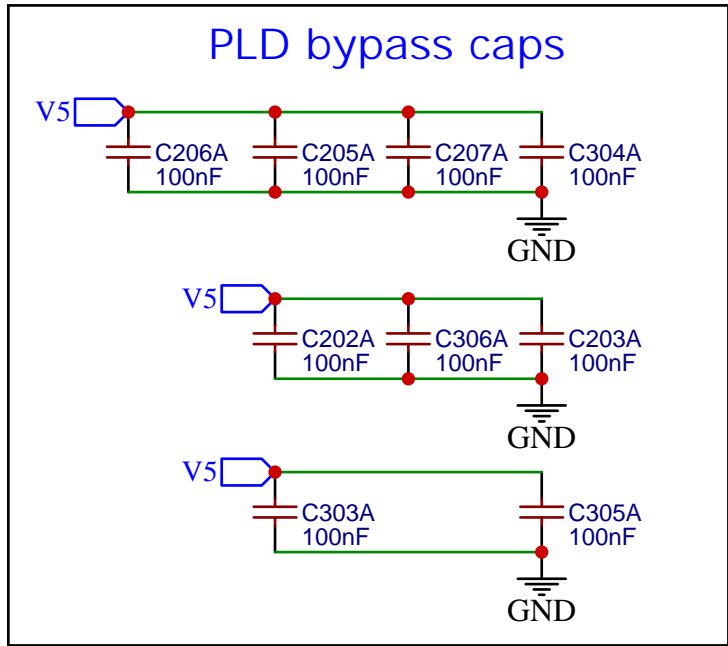 PLD bypass caps
V5
C206A
100nF
C205A
100nF
C207A
100nF
C304A
100nF
GND
V5
C202A
100nF
C306A
100nF
C203A
100nF
GND
V5
C303A
100nF
C305A
100nF
GND